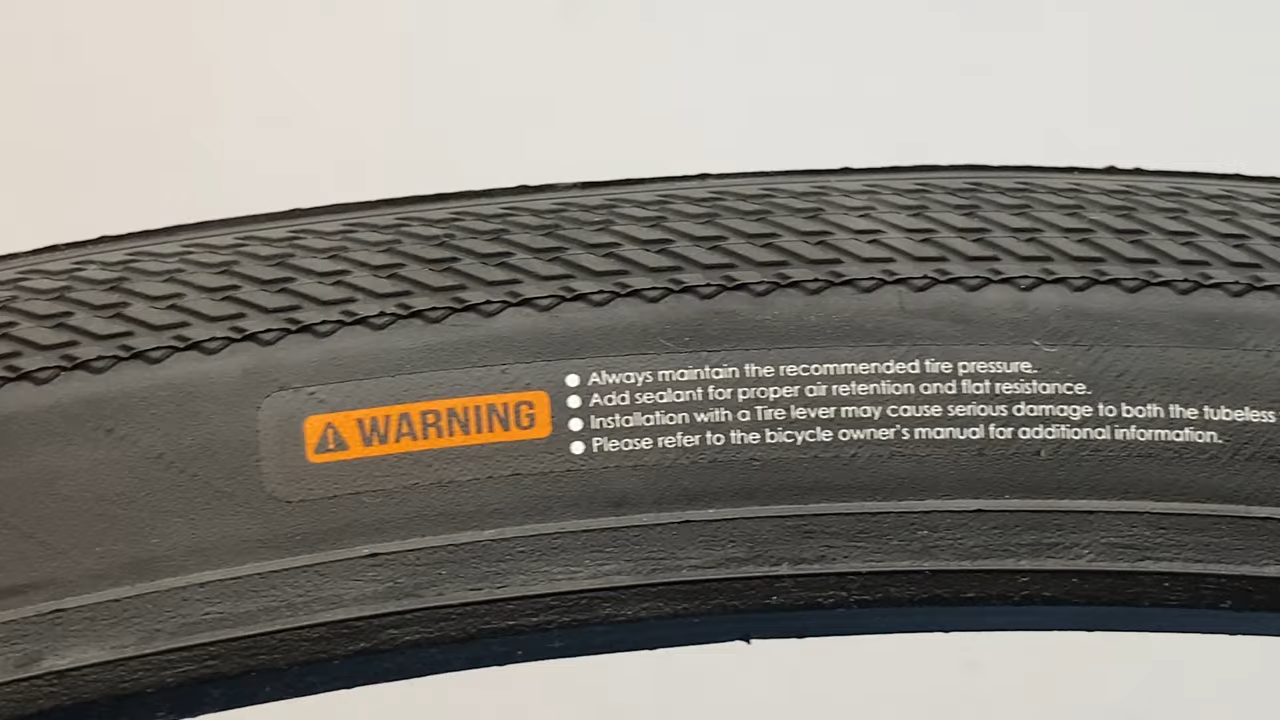 WARNING
● Always maintain the recommended tire pressure.
● Add sealant for proper air retention and flat resistance.
● Installation with a Tire lever may cause serious damage to both the tubeless
● Please refer to the bicycle owner's manual for additional information.